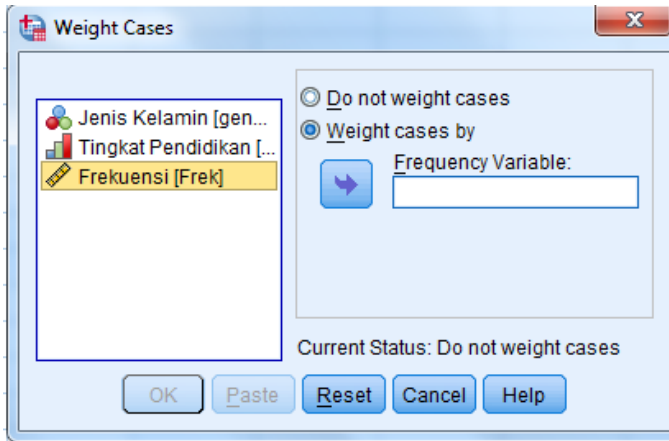 Weight Cases
X
Jenis Kelamin [gen...
Tingkat Pendidikan [...
Frekuensi [Frek]
Do not weight cases
Weight cases by
Frequency Variable:
Current Status: Do not weight cases
OK Paste Reset Cancel Help